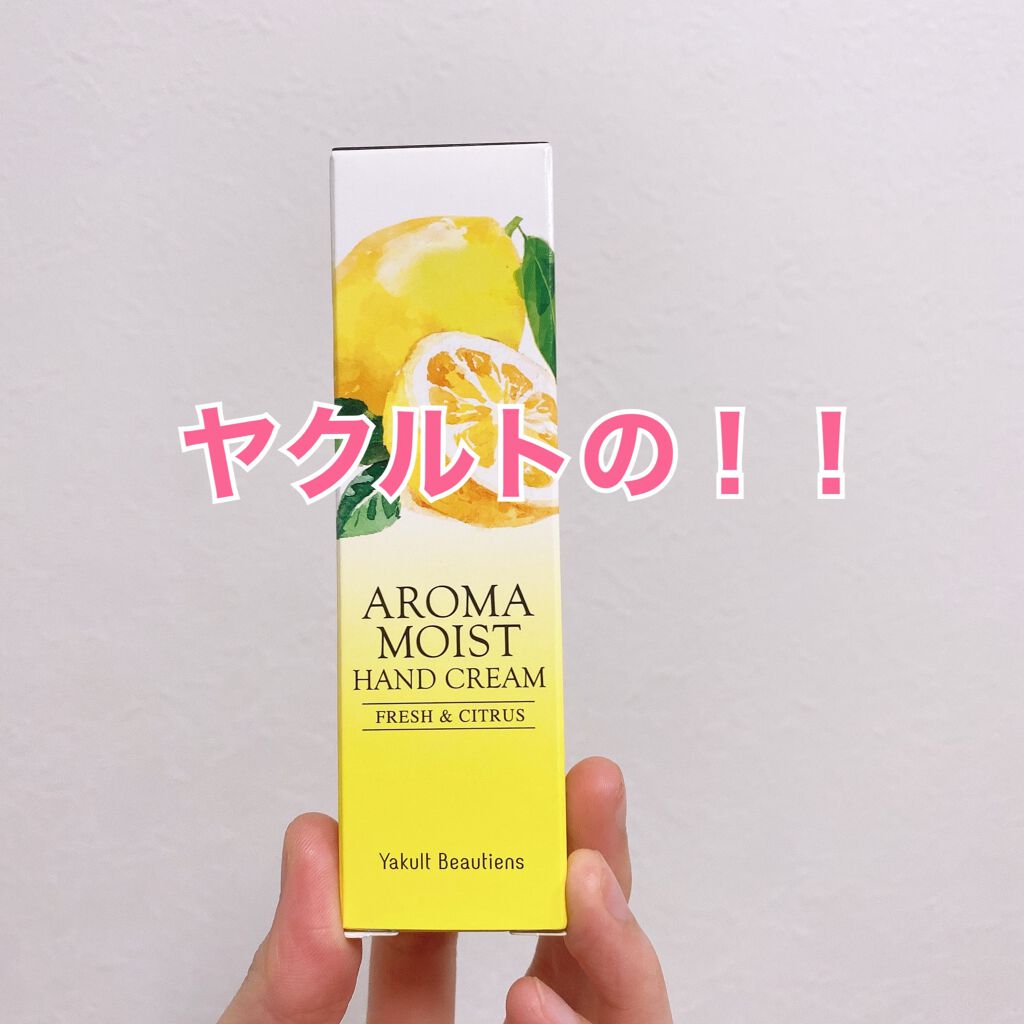 ヤクルトの！！
AROMA
MOIST
HAND CREAM
FRESH & CITRUS
Yakult Beautiens